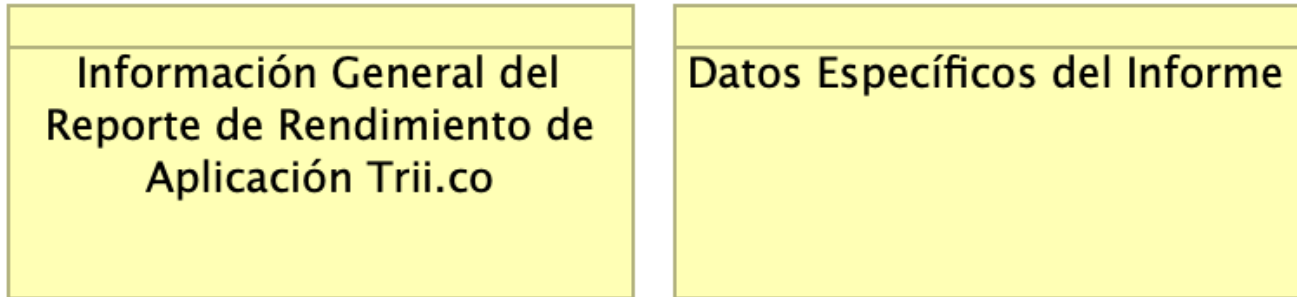 Información General del
Reporte de Rendimiento de
Aplicación Trii.co
Datos Específicos del Informe